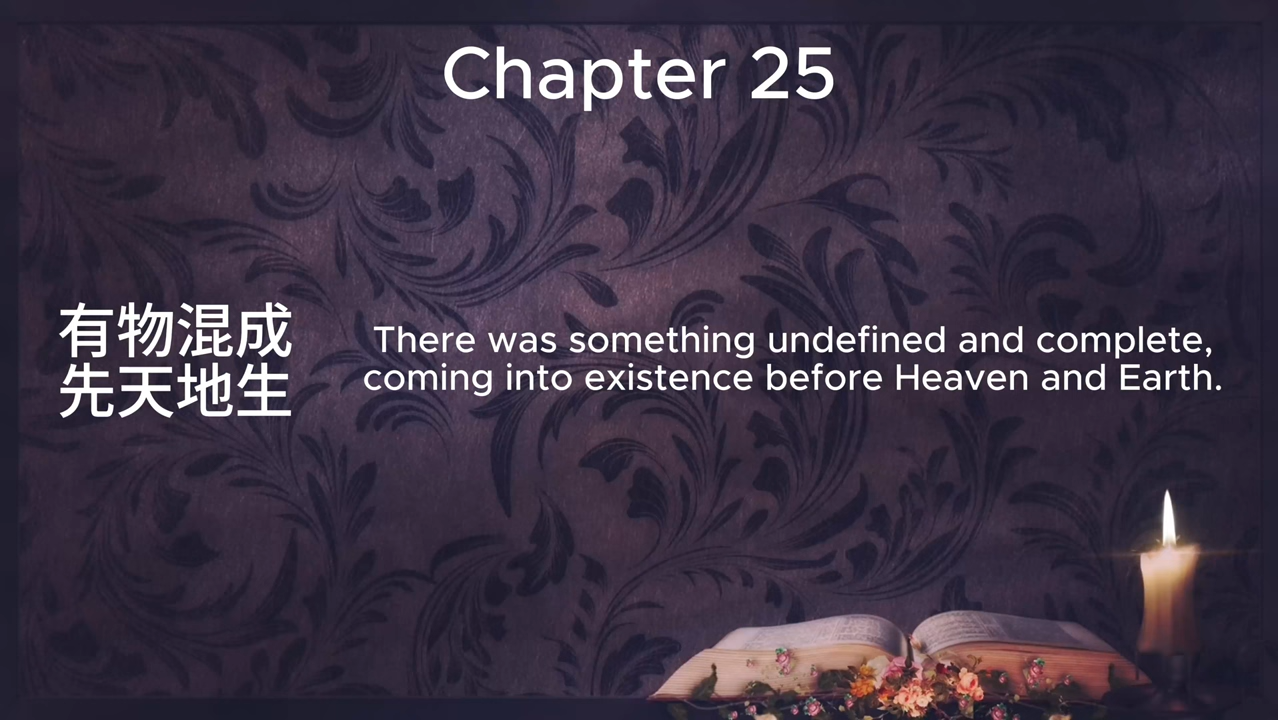 Chapter 25
有物混成
先天地生
There was something undefined and complete,
coming into existence before Heaven and Earth.